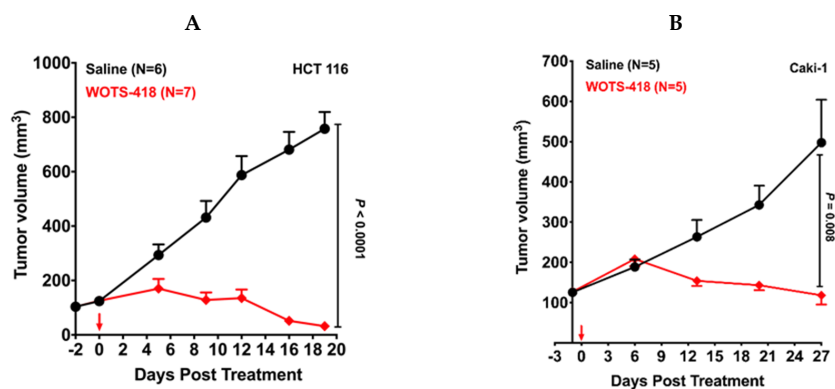 A
Saline (N=6)
HCT 116
WOTS-418 (N=7)
Tumor volume (mm3)
1000
800
600
400
200
0
P < 0.0001
-2 0 2 4 6 8 10 12 14 16 18 20
Days Post Treatment
B
Saline (N=5)
Caki-1
WOTS-418 (N=5)
Tumor volume (mm3)
700
600
500
400
300
200
100
P = 0.008
-3 0 3 6 9 12 15 18 21 24 27
Days Post Treatment